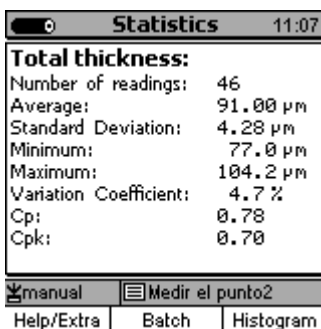 Statistics 11:07
Total thickness:
Number of readings: 46
Average: 91.00 µm
Standard Deviation: 4.28 µm
Minimum: 77.0 µm
Maximum: 104.2 µm
Variation Coefficient: 4.7 %
Cp: 0.78
Cpk: 0.70
manual Medir el punto2
Help/Extra Batch Histogram